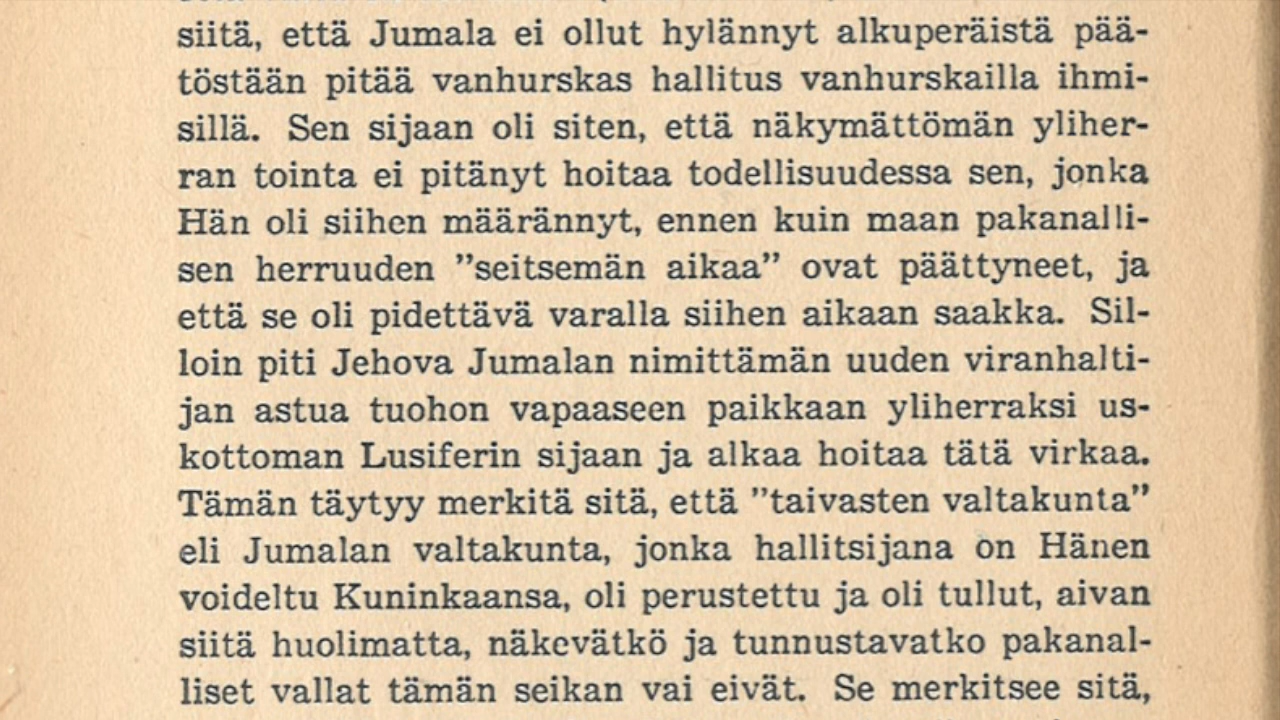 siitä, että Jumala ei ollut hylännyt alkuperäistä pää-
töstään pitää vanhurskas hallitus vanhurskailla ihmi-
sillä. Sen sijaan oli siten, että näkymättömän yliher-
ran tointa ei pitänyt hoitaa todellisuudessa sen, jonka
Hän oli siihen määrännyt, ennen kuin maan pakanalli-
sen herruuden ”seitsemän aikaa” ovat päättyneet, ja
että se oli pidettävä varalla siihen aikaan saakka. Sil-
loin piti Jehova Jumalan nimittämän uuden viranhalti-
jan astua tuohon vapaaseen paikkaan yliherraksi us-
kottoman Lusiferin sijaan ja alkaa hoitaa tätä virkaa.
Tämän täytyy merkitä sitä, että ”taivasten valtakunta”
eli Jumalan valtakunta, jonka hallitsijana on Hänen
voideltu Kuninkaansa, oli perustettu ja oli tullut, aivan
siitä huolimatta, näkevätkö ja tunnustavatko pakanal-
liset vallat tämän seikan vai eivät. Se merkitsee sitä,